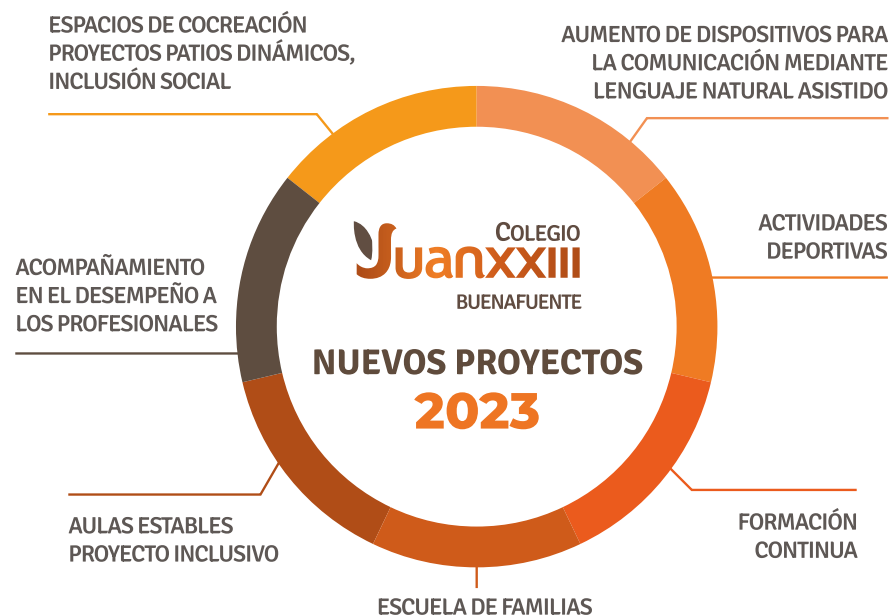 ESPACIOS DE COCREACIÓN
PROYECTOS PATIOS DINÁMICOS,
INCLUSIÓN SOCIAL
AUMENTO DE DISPOSITIVOS PARA
LA COMUNICACIÓN MEDIANTE
LENGUAJE NATURAL ASISTIDO
ACTIVIDADES
DEPORTIVAS
ACOMPAÑAMIENTO
EN EL DESEMPEÑO A
LOS PROFESIONALES
COLEGIO
JuanXXIII
BUENAFUENTE
NUEVOS PROYECTOS
2023
AULAS ESTABLES
PROYECTO INCLUSIVO
FORMACIÓN
CONTINUA
ESCUELA DE FAMILIAS